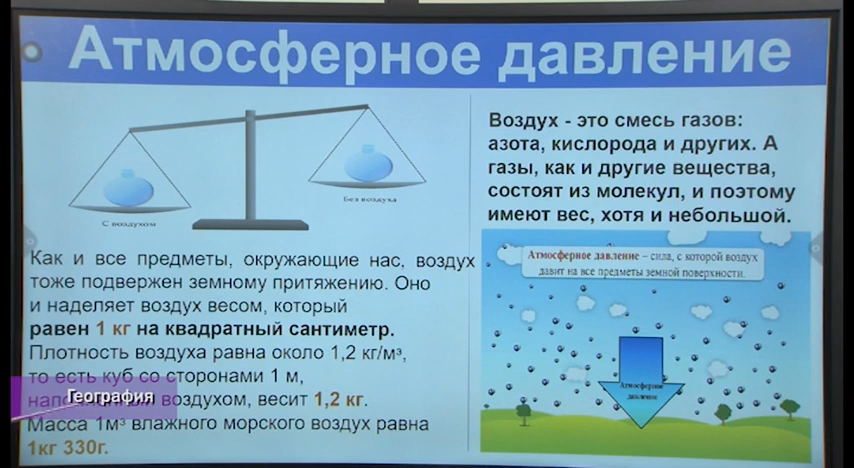 Атмосферное давление
С воздухом
Без воздуха
Как и все предметы, окружающие нас, воздух
тоже подвержен земному притяжению. Оно
и наделяет воздух весом, который
равен 1 кг на квадратный сантиметр.
Плотность воздуха равна около 1,2 кг/м³,
то есть куб со сторонами 1 м,
воздухом, весит 1,2 кг.
Масса 1м³ влажного морского воздух равна
1кг 330г.
География
Воздух - это смесь газов:
азота, кислорода и других. А
газы, как и другие вещества,
состоят из молекул, и поэтому
имеют вес, хотя и небольшой.
Атмосферное давление – сила, с которой воздух
давит на все предметы земной поверхности.
Атмосферное
давление